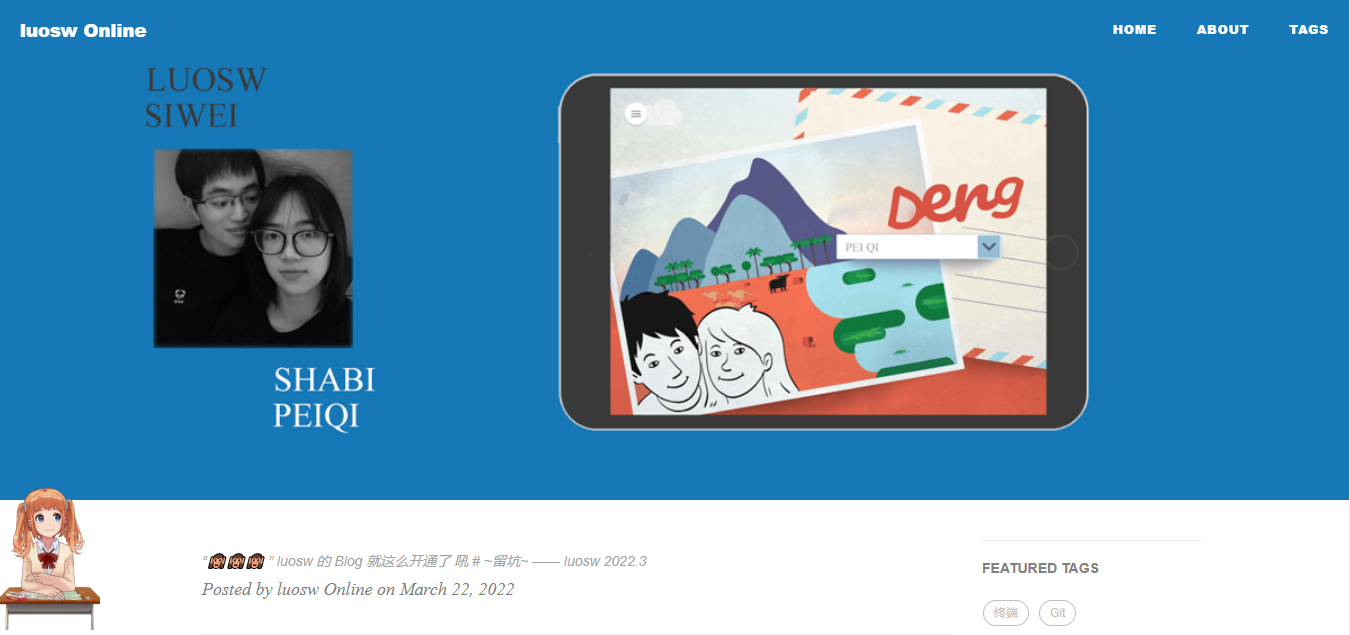 luosw Online
HOME
ABOUT
TAGS
LUOSW
SIWEI
SHABI
PEIQI
Deng
PEI QI
“🙉🙉🙉” luosw 的 Blog 就这么开通了 吼 # ~留坑~ —— luosw 2022.3
Posted by luosw Online on March 22, 2022
FEATURED TAGS
终端
Git